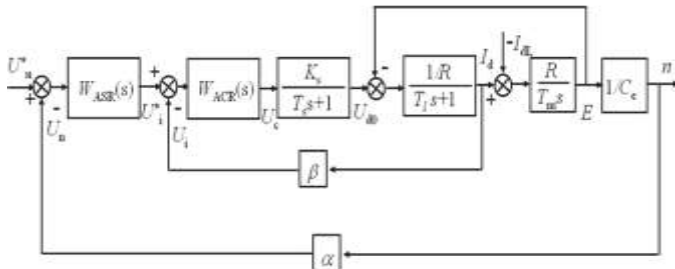 U*n
+
-
Un
W_ASR(s)
+
U*i
-
Ui
W_ACR(s)
Uc
Ks
Tss+1
Ud0
-
1/R
Tls+1
Id
+
-IdL
R
Tms
E
1/Ce
n
β
α